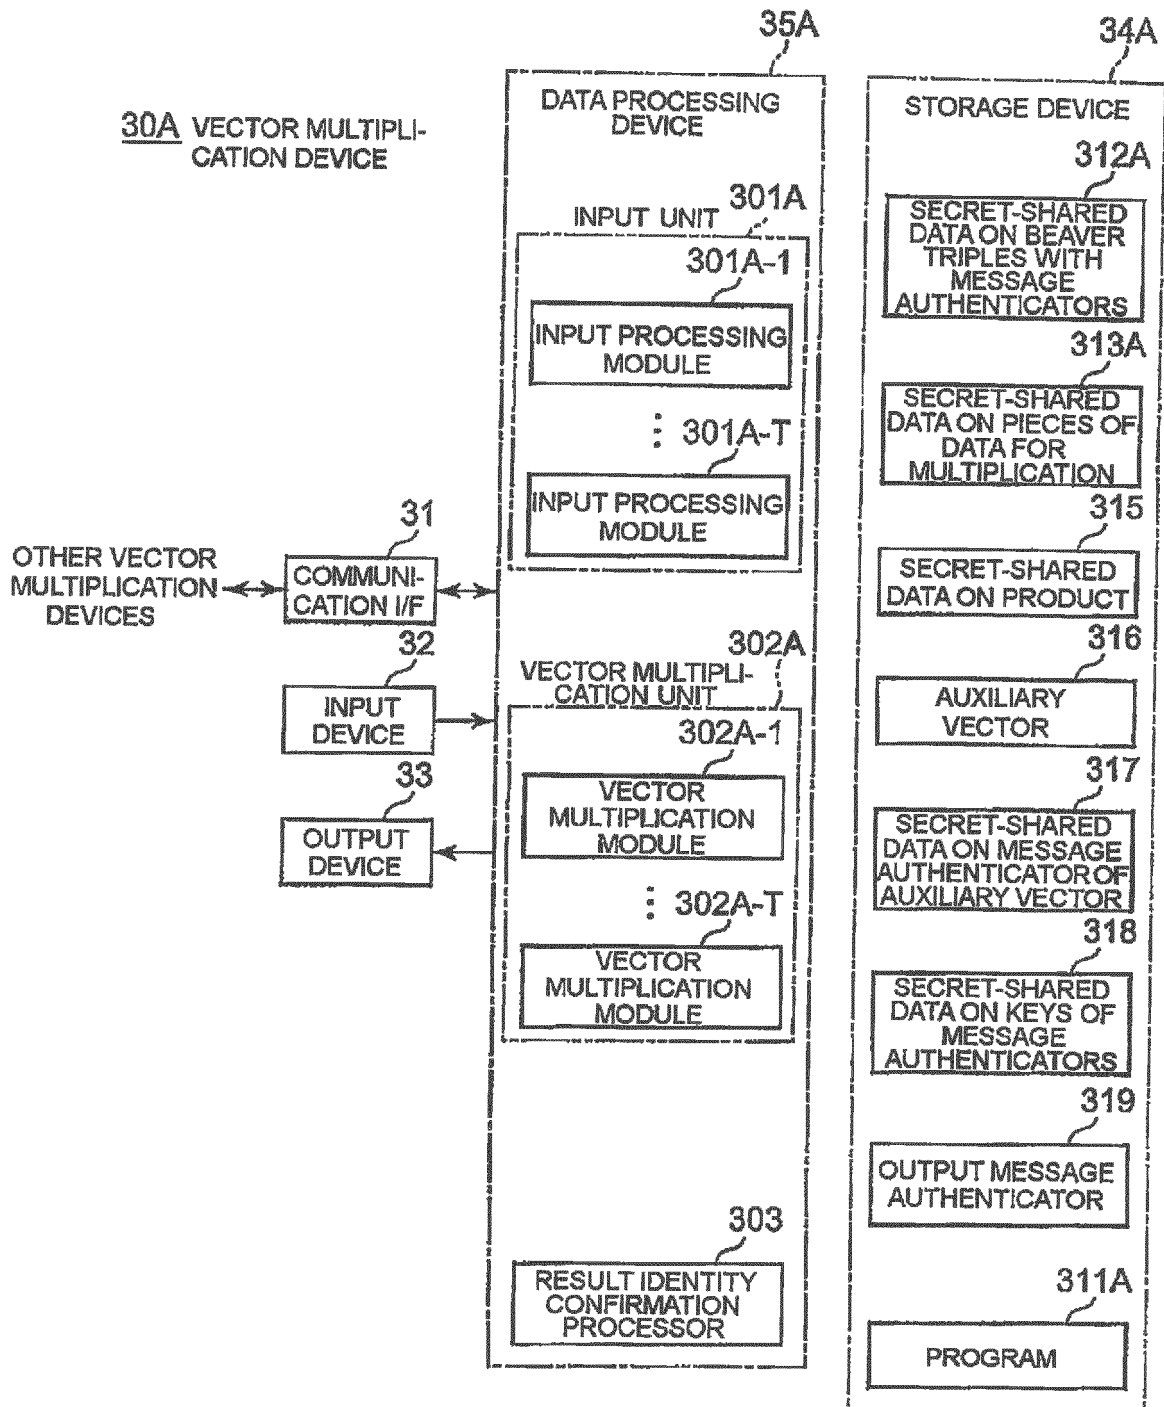 30A VECTOR MULTIPLI-
CATION DEVICE
35A
DATA PROCESSING
DEVICE
301A
INPUT UNIT
301A-1
INPUT PROCESSING
MODULE
301A-T
INPUT PROCESSING
MODULE
OTHER VECTOR
MULTIPLICATION
DEVICES
31
COMMUNI-
CATION I/F
32
INPUT
DEVICE
33
OUTPUT
DEVICE
302A
VECTOR MULTIPLI-
CATION UNIT
302A-1
VECTOR
MULTIPLICATION
MODULE
302A-T
VECTOR
MULTIPLICATION
MODULE
303
RESULT IDENTITY
CONFIRMATION
PROCESSOR
34A
STORAGE DEVICE
312A
SECRET-SHARED
DATA ON BEAVER
TRIPLES WITH
MESSAGE
AUTHENTICATORS
313A
SECRET-SHARED
DATA ON PIECES OF
DATA FOR
MULTIPLICATION
315
SECRET-SHARED
DATA ON PRODUCT
316
AUXILIARY
VECTOR
317
SECRET-SHARED
DATA ON MESSAGE
AUTHENTICATOR OF
AUXILIARY VECTOR
318
SECRET-SHARED
DATA ON KEYS OF
MESSAGE
AUTHENTICATORS
319
OUTPUT MESSAGE
AUTHENTICATOR
311A
PROGRAM